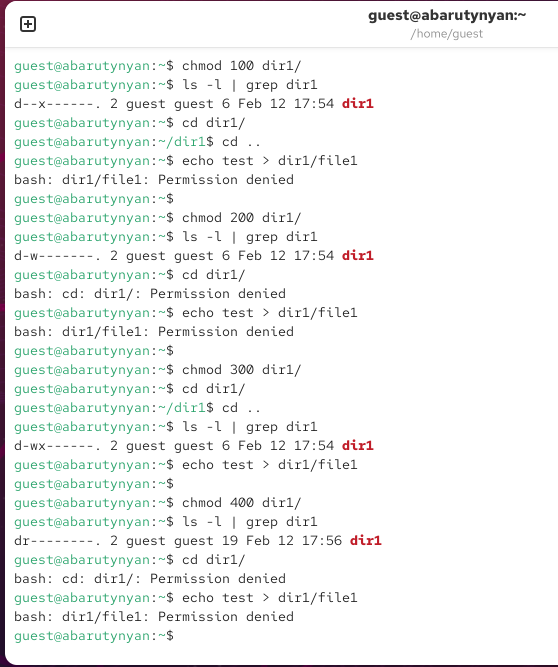 guest@abarutynyan:~
/home/guest
guest@abarutynyan:~$ chmod 100 dir1/
guest@abarutynyan:~$ ls -l | grep dir1
d--x------. 2 guest guest 6 Feb 12 17:54 dir1
guest@abarutynyan:~$ cd dir1/
guest@abarutynyan:~/dir1$ cd ..
guest@abarutynyan:~$ echo test > dir1/file1
bash: dir1/file1: Permission denied
guest@abarutynyan:~$
guest@abarutynyan:~$ chmod 200 dir1/
guest@abarutynyan:~$ ls -l | grep dir1
d-w-------. 2 guest guest 6 Feb 12 17:54 dir1
guest@abarutynyan:~$ cd dir1/
bash: cd: dir1/: Permission denied
guest@abarutynyan:~$ echo test > dir1/file1
bash: dir1/file1: Permission denied
guest@abarutynyan:~$
guest@abarutynyan:~$ chmod 300 dir1/
guest@abarutynyan:~$ cd dir1/
guest@abarutynyan:~/dir1$ cd ..
guest@abarutynyan:~$ ls -l | grep dir1
d-wx------. 2 guest guest 6 Feb 12 17:54 dir1
guest@abarutynyan:~$ echo test > dir1/file1
guest@abarutynyan:~$
guest@abarutynyan:~$ chmod 400 dir1/
guest@abarutynyan:~$ ls -l | grep dir1
dr--------. 2 guest guest 19 Feb 12 17:56 dir1
guest@abarutynyan:~$ cd dir1/
bash: cd: dir1/: Permission denied
guest@abarutynyan:~$ echo test > dir1/file1
bash: dir1/file1: Permission denied
guest@abarutynyan:~$